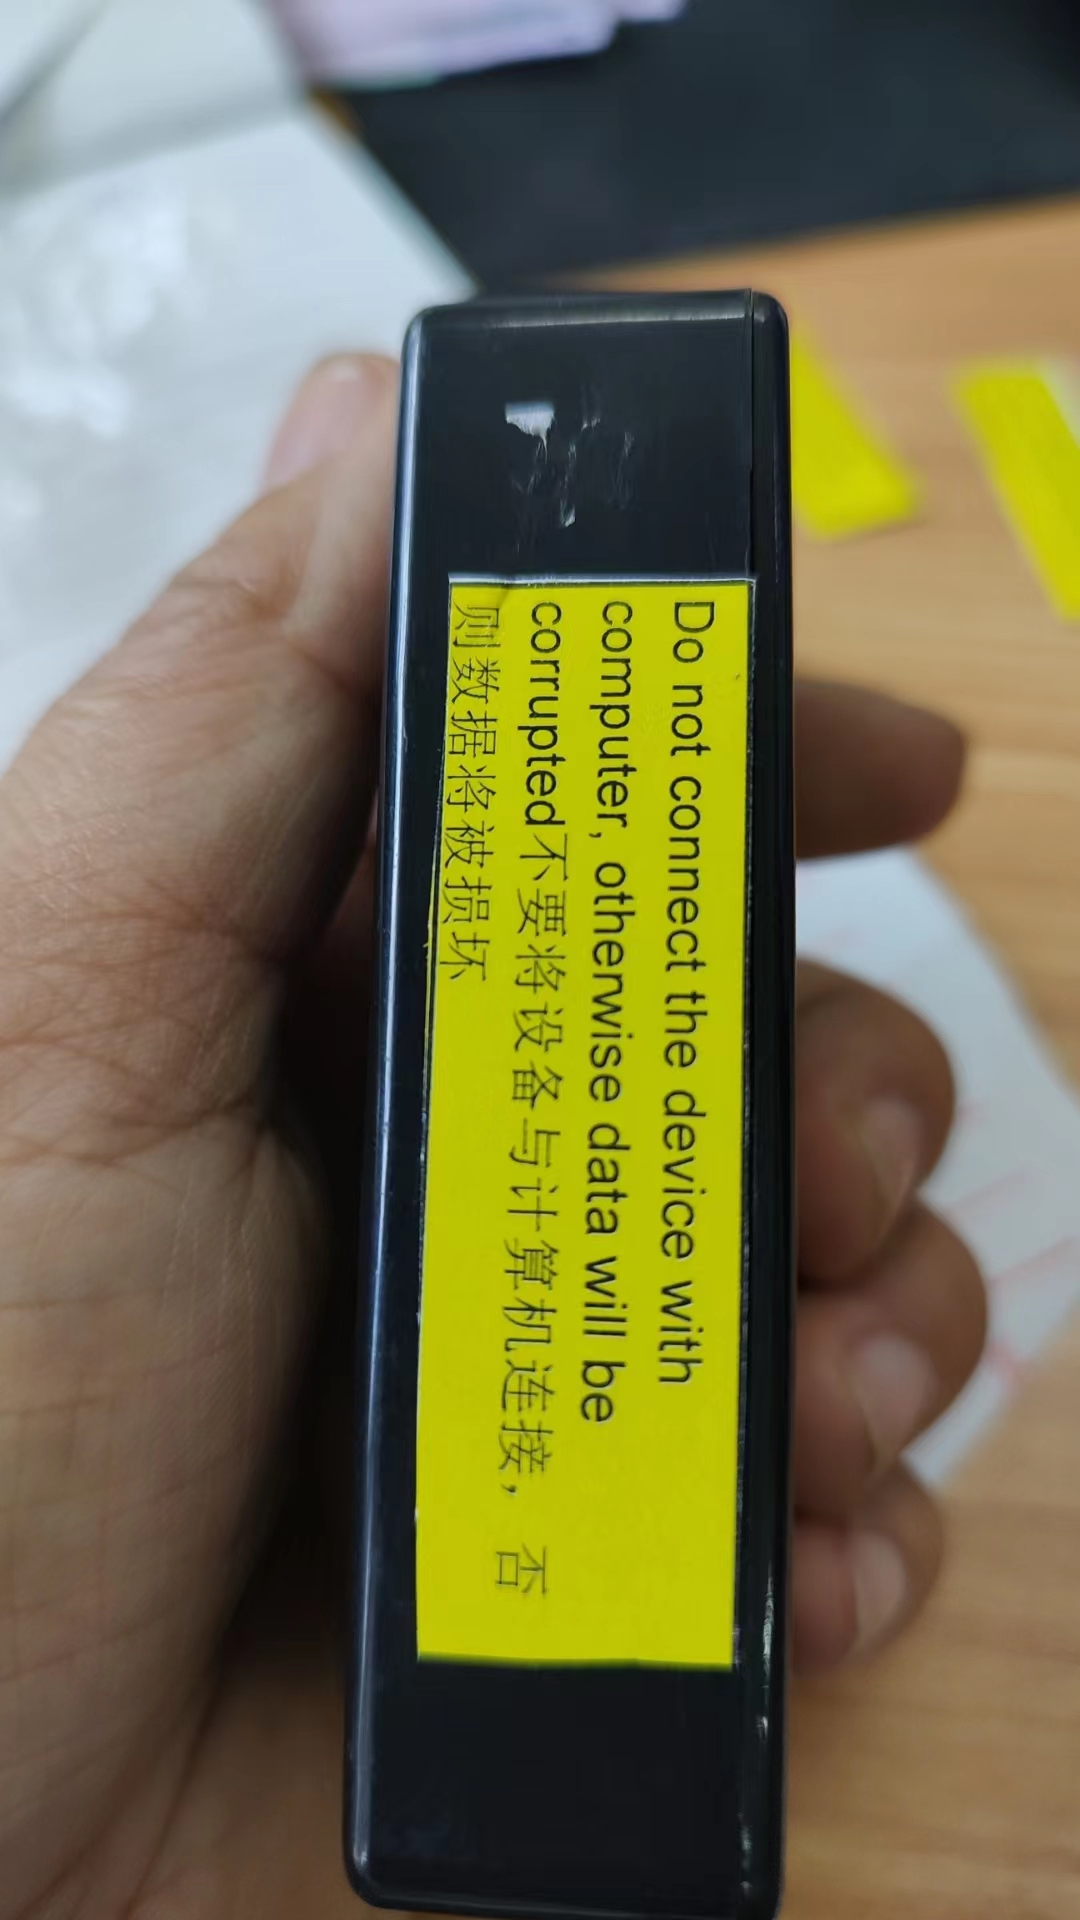 Do not connect the device with
computer, otherwise data will be
corrupted不要将设备与计算机连接，否
则数据将被损坏